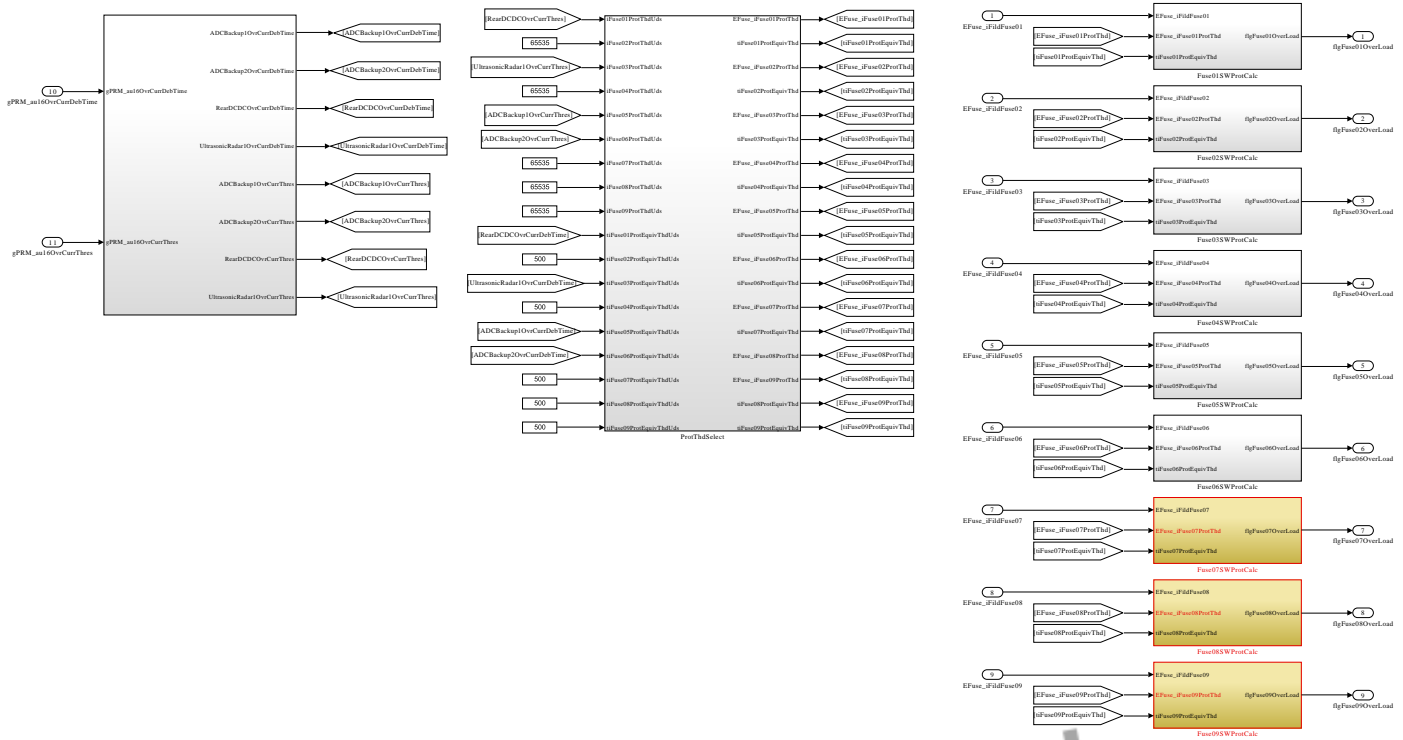 10
gPRM_au16OvrCurrDebTime
11
gPRM_au16OvrCurrThres
gPRM_au16OvrCurrDebTime
gPRM_au16OvrCurrThres
ADCBackup1OvrCurrDebTime
ADCBackup2OvrCurrDebTime
RearDCDCOvrCurrDebTime
UltrasonicRadar1OvrCurrDebTime
ADCBackup1OvrCurrThres
ADCBackup2OvrCurrThres
RearDCDCOvrCurrThres
UltrasonicRadar1OvrCurrThres
[ADCBackup1OvrCurrDebTime]
[ADCBackup2OvrCurrDebTime]
[RearDCDCOvrCurrDebTime]
[UltrasonicRadar1OvrCurrDebTime]
[ADCBackup1OvrCurrThres]
[ADCBackup2OvrCurrThres]
[RearDCDCOvrCurrThres]
[UltrasonicRadar1OvrCurrThres]
[RearDCDCOvrCurrThres]
65535
[UltrasonicRadar1OvrCurrThres]
65535
[ADCBackup1OvrCurrThres]
[ADCBackup2OvrCurrThres]
65535
65535
65535
[RearDCDCOvrCurrDebTime]
500
[UltrasonicRadar1OvrCurrDebTime]
500
[ADCBackup1OvrCurrDebTime]
[ADCBackup2OvrCurrDebTime]
500
500
500
iFuse01ProtThdUds
iFuse02ProtThdUds
iFuse03ProtThdUds
iFuse04ProtThdUds
iFuse05ProtThdUds
iFuse06ProtThdUds
iFuse07ProtThdUds
iFuse08ProtThdUds
iFuse09ProtThdUds
tiFuse01ProtEquivThdUds
tiFuse02ProtEquivThdUds
tiFuse03ProtEquivThdUds
tiFuse04ProtEquivThdUds
tiFuse05ProtEquivThdUds
tiFuse06ProtEquivThdUds
tiFuse07ProtEquivThdUds
tiFuse08ProtEquivThdUds
tiFuse09ProtEquivThdUds
EFuse_iFuse01ProtThd
tiFuse01ProtEquivThd
EFuse_iFuse02ProtThd
tiFuse02ProtEquivThd
EFuse_iFuse03ProtThd
tiFuse03ProtEquivThd
EFuse_iFuse04ProtThd
tiFuse04ProtEquivThd
EFuse_iFuse05ProtThd
tiFuse05ProtEquivThd
EFuse_iFuse06ProtThd
tiFuse06ProtEquivThd
EFuse_iFuse07ProtThd
tiFuse07ProtEquivThd
EFuse_iFuse08ProtThd
EFuse_iFuse09ProtThd
tiFuse08ProtEquivThd
tiFuse09ProtEquivThd
ProtThdSelect
[EFuse_iFuse01ProtThd]
[tiFuse01ProtEquivThd]
[EFuse_iFuse02ProtThd]
[tiFuse02ProtEquivThd]
[EFuse_iFuse03ProtThd]
[tiFuse03ProtEquivThd]
[EFuse_iFuse04ProtThd]
[tiFuse04ProtEquivThd]
[EFuse_iFuse05ProtThd]
[tiFuse05ProtEquivThd]
[EFuse_iFuse06ProtThd]
[tiFuse06ProtEquivThd]
[EFuse_iFuse07ProtThd]
[tiFuse07ProtEquivThd]
[EFuse_iFuse08ProtThd]
[tiFuse08ProtEquivThd]
[EFuse_iFuse09ProtThd]
[tiFuse09ProtEquivThd]
1
EFuse_iFildFuse01
[EFuse_iFuse01ProtThd]
[tiFuse01ProtEquivThd]
EFuse_iFildFuse01
EFuse_iFuse01ProtThd
tiFuse01ProtEquivThd
flgFuse01OverLoad
Fuse01SWProtCalc
1
flgFuse01OverLoad
2
EFuse_iFildFuse02
[EFuse_iFuse02ProtThd]
[tiFuse02ProtEquivThd]
EFuse_iFildFuse02
EFuse_iFuse02ProtThd
tiFuse02ProtEquivThd
flgFuse02OverLoad
Fuse02SWProtCalc
2
flgFuse02OverLoad
3
EFuse_iFildFuse03
[EFuse_iFuse03ProtThd]
[tiFuse03ProtEquivThd]
EFuse_iFildFuse03
EFuse_iFuse03ProtThd
tiFuse03ProtEquivThd
flgFuse03OverLoad
Fuse03SWProtCalc
3
flgFuse03OverLoad
4
EFuse_iFildFuse04
[EFuse_iFuse04ProtThd]
[tiFuse04ProtEquivThd]
EFuse_iFildFuse04
EFuse_iFuse04ProtThd
tiFuse04ProtEquivThd
flgFuse04OverLoad
Fuse04SWProtCalc
4
flgFuse04OverLoad
5
EFuse_iFildFuse05
[EFuse_iFuse05ProtThd]
[tiFuse05ProtEquivThd]
EFuse_iFildFuse05
EFuse_iFuse05ProtThd
tiFuse05ProtEquivThd
flgFuse05OverLoad
Fuse05SWProtCalc
5
flgFuse05OverLoad
6
EFuse_iFildFuse06
[EFuse_iFuse06ProtThd]
[tiFuse06ProtEquivThd]
EFuse_iFildFuse06
EFuse_iFuse06ProtThd
tiFuse06ProtEquivThd
flgFuse06OverLoad
Fuse06SWProtCalc
6
flgFuse06OverLoad
7
EFuse_iFildFuse07
[EFuse_iFuse07ProtThd]
[tiFuse07ProtEquivThd]
EFuse_iFildFuse07
EFuse_iFuse07ProtThd
tiFuse07ProtEquivThd
flgFuse07OverLoad
Fuse07SWProtCalc
7
flgFuse07OverLoad
8
EFuse_iFildFuse08
[EFuse_iFuse08ProtThd]
[tiFuse08ProtEquivThd]
EFuse_iFildFuse08
EFuse_iFuse08ProtThd
tiFuse08ProtEquivThd
flgFuse08OverLoad
Fuse08SWProtCalc
8
flgFuse08OverLoad
9
EFuse_iFildFuse09
[EFuse_iFuse09ProtThd]
[tiFuse09ProtEquivThd]
EFuse_iFildFuse09
EFuse_iFuse09ProtThd
tiFuse09ProtEquivThd
flgFuse09OverLoad
Fuse09SWProtCalc
9
flgFuse09OverLoad